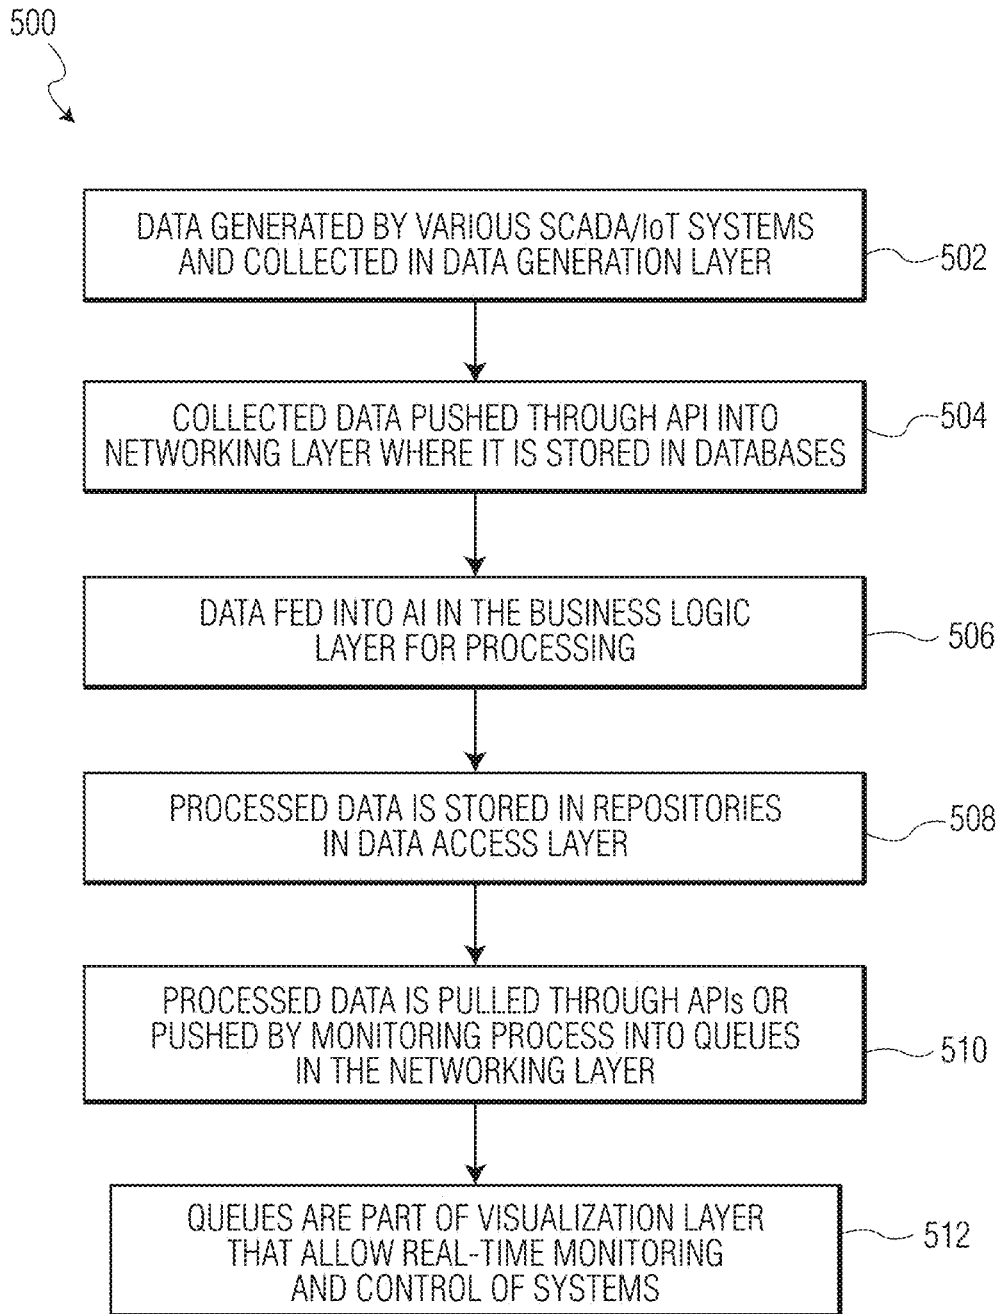 500
DATA GENERATED BY VARIOUS SCADA/IoT SYSTEMS
AND COLLECTED IN DATA GENERATION LAYER
502
COLLECTED DATA PUSHED THROUGH API INTO
NETWORKING LAYER WHERE IT IS STORED IN DATABASES
504
DATA FED INTO AI IN THE BUSINESS LOGIC
LAYER FOR PROCESSING
506
PROCESSED DATA IS STORED IN REPOSITORIES
IN DATA ACCESS LAYER
508
PROCESSED DATA IS PULLED THROUGH APIs OR
PUSHED BY MONITORING PROCESS INTO QUEUES
IN THE NETWORKING LAYER
510
QUEUES ARE PART OF VISUALIZATION LAYER
THAT ALLOW REAL-TIME MONITORING
AND CONTROL OF SYSTEMS
512